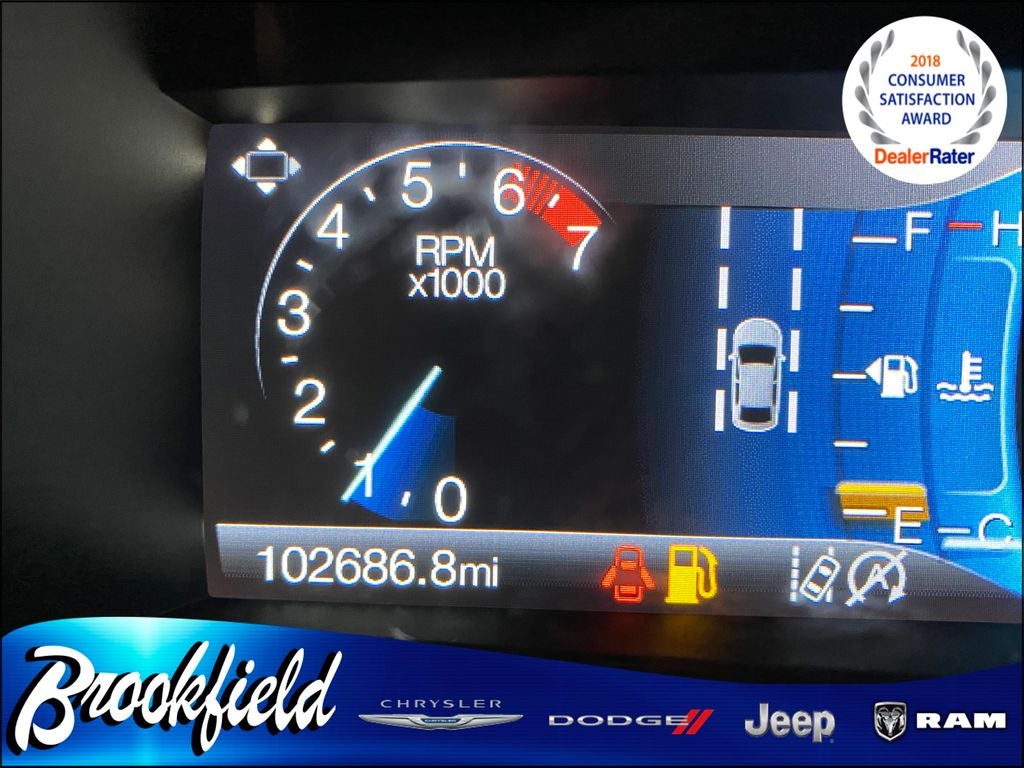 2018
CONSUMER
SATISFACTION
AWARD
DealerRater
5
6
4
7
RPM
x1000
3
2
1
0
F
H
E
C
102686.8mi
A
Brookfield
CHRYSLER
CHRYSLER
DODGE
Jeep
RAM